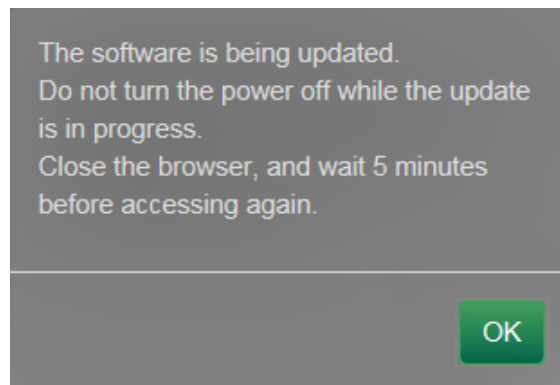 The software is being updated.
Do not turn the power off while the update
is in progress.
Close the browser, and wait 5 minutes
before accessing again.
OK